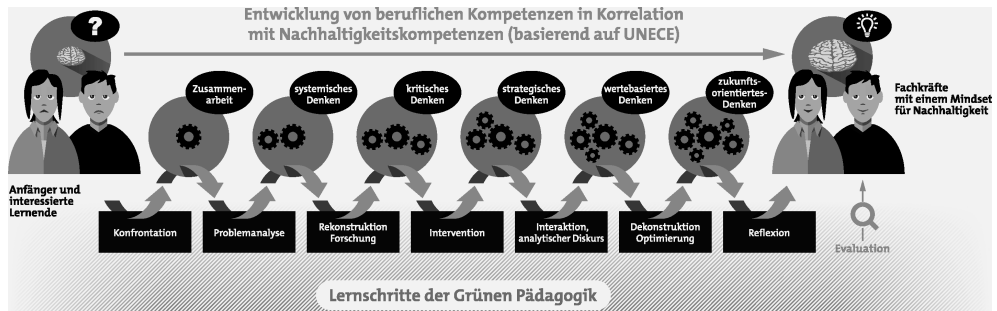 Entwicklung von beruflichen Kompetenzen in Korrelation
mit Nachhaltigkeitskompetenzen (basierend auf UNECE)
?
Zusammen-
arbeit
systemisches
Denken
kritisches
Denken
strategisches
Denken
wertebasiertes
Denken
zukunfts-
orientiertes-
Denken
Fachkräfte
mit einem Mindset
für Nachhaltigkeit
Anfänger und
interessierte
Lernende
Konfrontation
Problemanalyse
Rekonstruktion
Forschung
Intervention
Interaktion,
analytischer Diskurs
Dekonstruktion
Optimierung
Reflexion
Evaluation
Lernschritte der Grünen Pädagogik